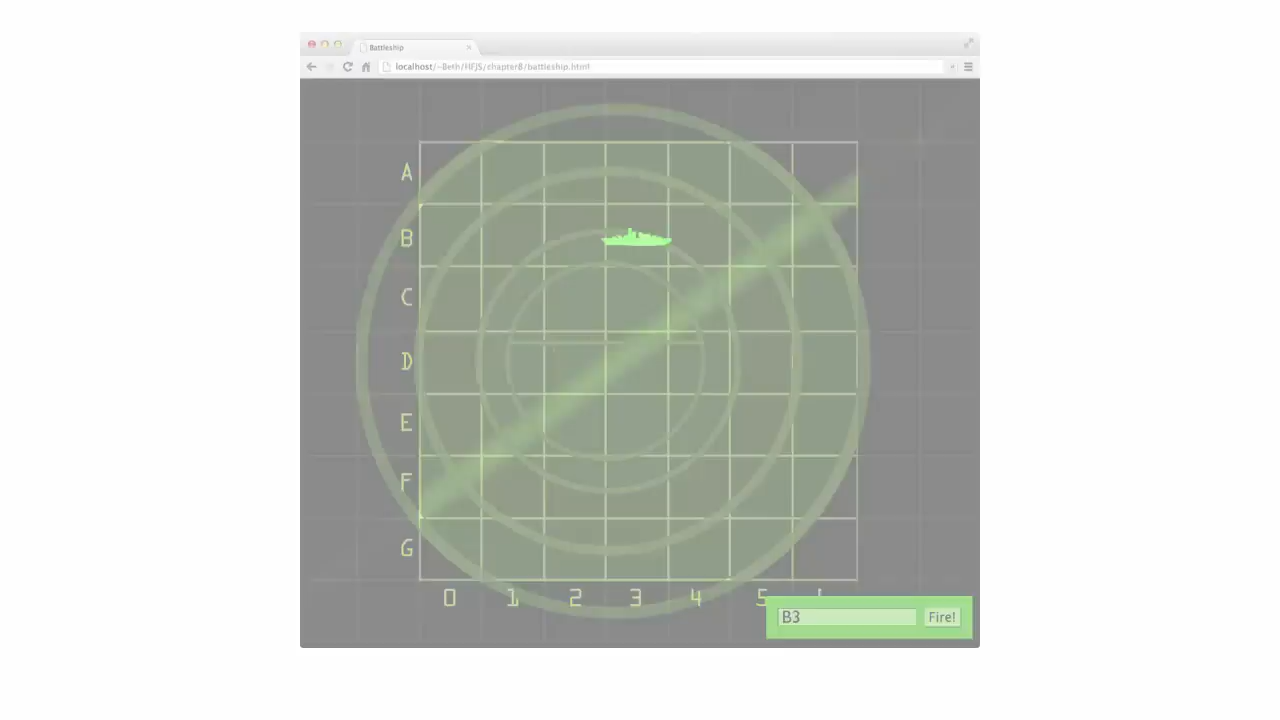 Battleship
localhost/~Beth/HFJS/chapter8/battleship.html
A
B
C
D
E
F
G
0 1 2 3 4 5
B3 Fire!